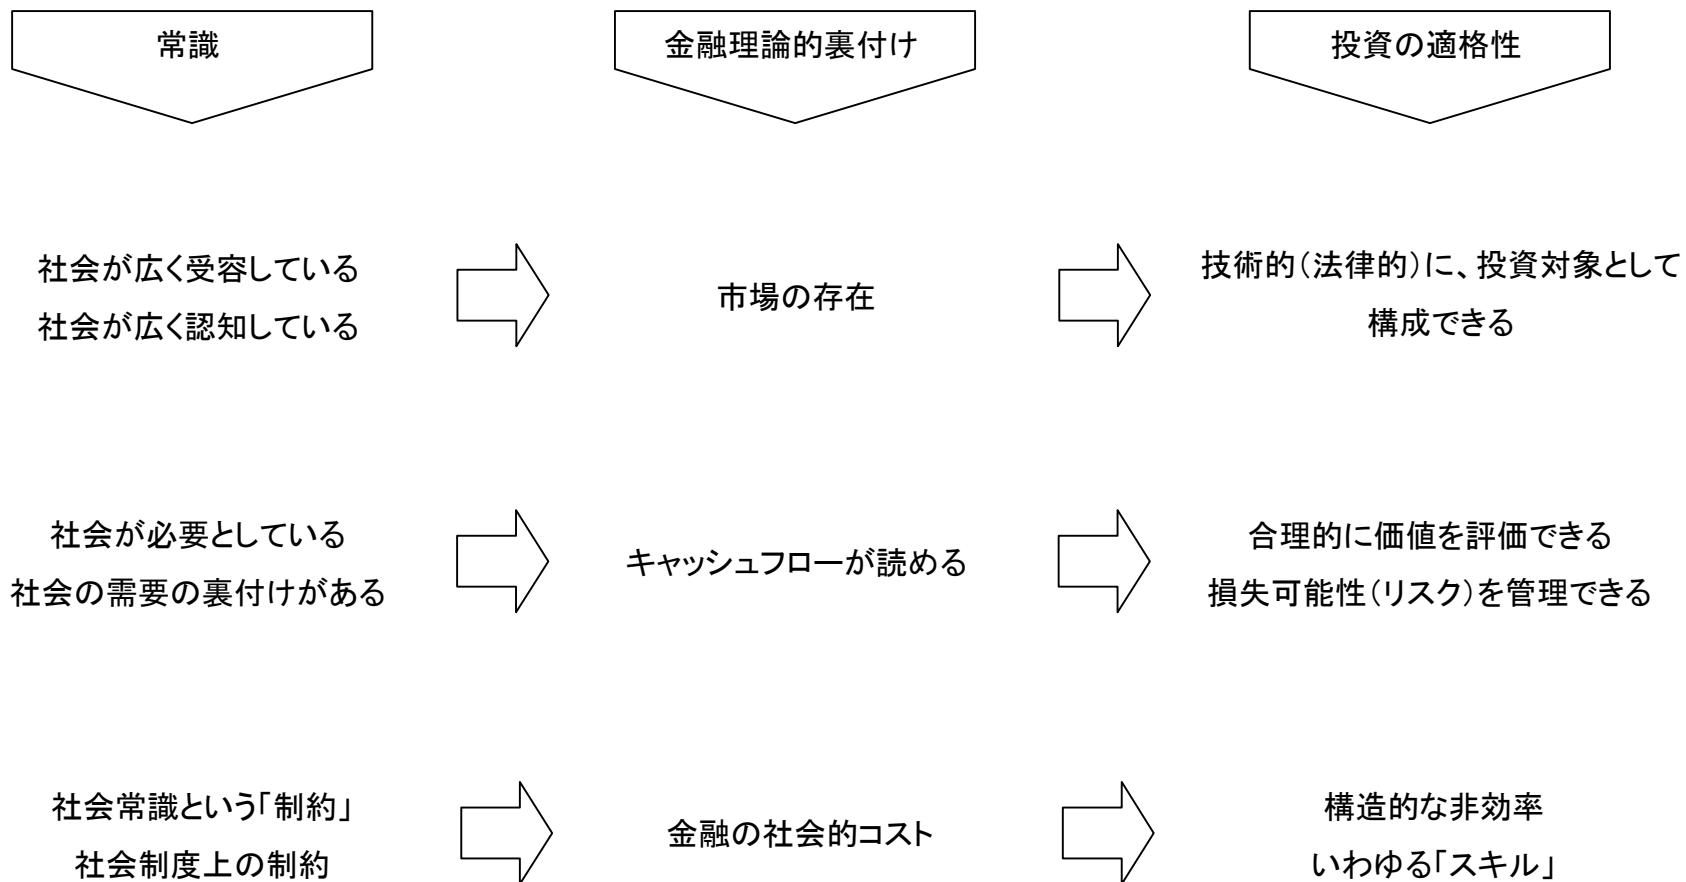 常識
金融理論的裏付け
投資の適格性
社会が広く受容している
社会が広く認知している
市場の存在
技術的（法律的）に、投資対象として
構成できる
社会が必要としている
社会の需要の裏付けがある
キャッシュフローが読める
合理的に価値を評価できる
損失可能性（リスク）を管理できる
社会常識という「制約」
社会制度上の制約
金融の社会的コスト
構造的な非効率
いわゆる「スキル」